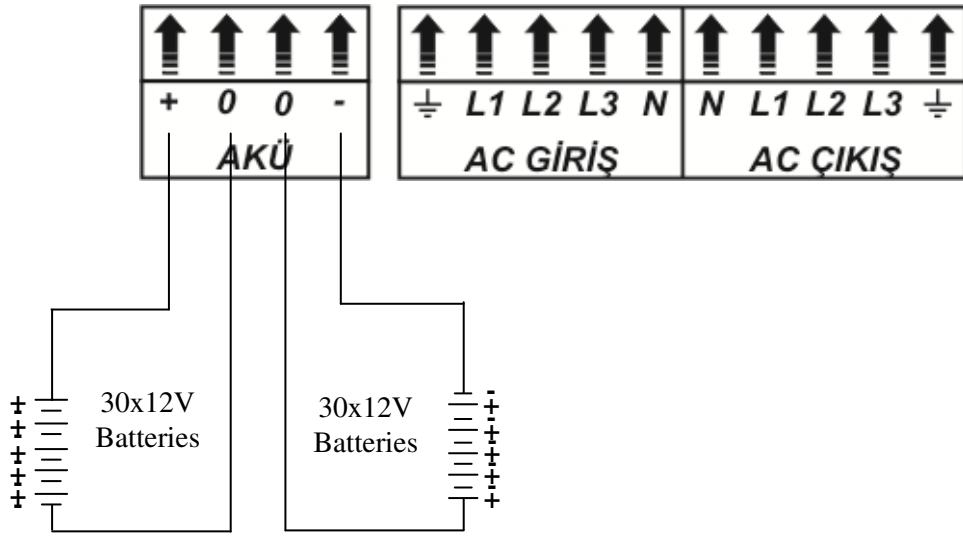 + 0 0 -
AKÜ
⏚ L1 L2 L3 N
AC GİRİŞ
N L1 L2 L3 ⏚
AC ÇIKIŞ
30x12V
Batteries
30x12V
Batteries
+
+
+
+
+
-
+
-
+
-
+
-
+
-
+